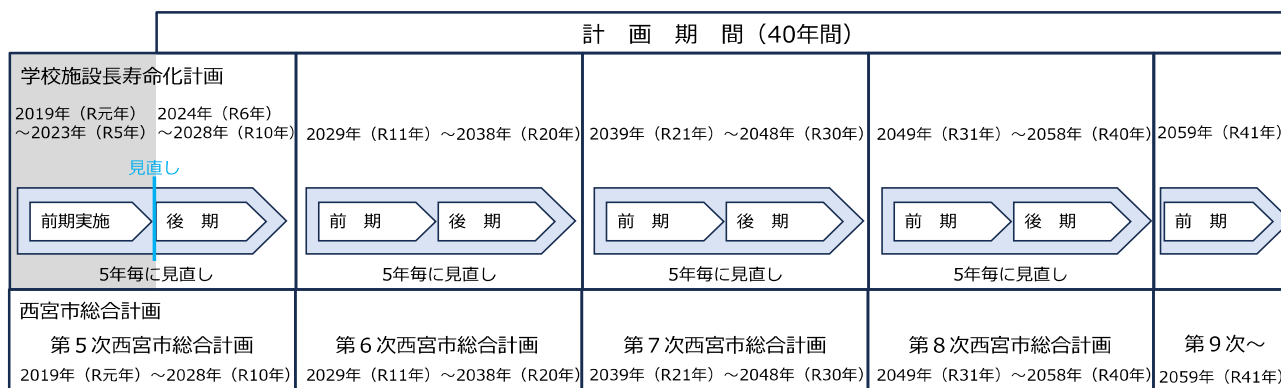 計　画　期　間（40年間）
学校施設長寿命化計画
2019年（R元年）
～2023年（R5年）
2024年（R6年）
～2028年（R10年）
2029年（R11年）～2038年（R20年）
2039年（R21年）～2048年（R30年）
2049年（R31年）～2058年（R40年）
2059年（R41年）
見直し
前期実施
後　期
前　期
後　期
前　期
後　期
前　期
後　期
前　期
5年毎に見直し
5年毎に見直し
5年毎に見直し
5年毎に見直し
西宮市総合計画
第５次西宮市総合計画
2019年（R元年）～2028年（R10年）
第６次西宮市総合計画
2029年（R11年）～2038年（R20年）
第７次西宮市総合計画
2039年（R21年）～2048年（R30年）
第８次西宮市総合計画
2049年（R31年）～2058年（R40年）
第９次～
2059年（R41年）